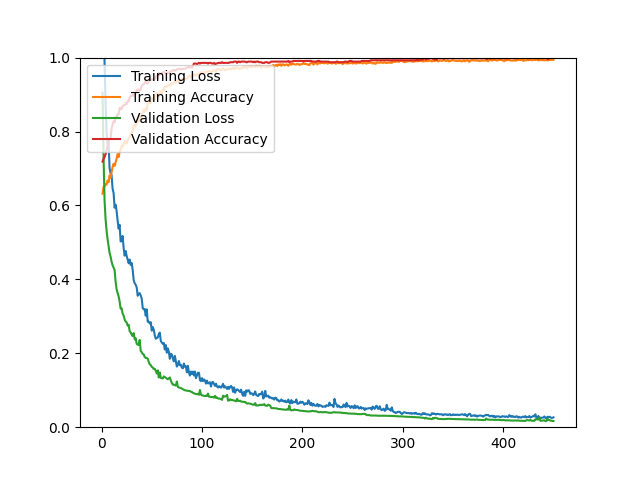 1.0
0.8
0.6
0.4
0.2
0.0
Training Loss
Training Accuracy
Validation Loss
Validation Accuracy
0 100 200 300 400